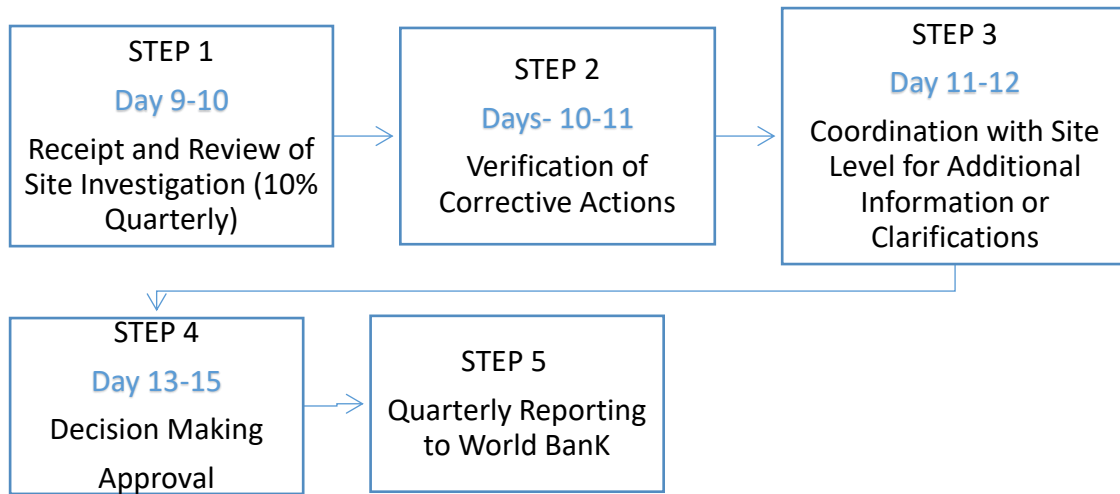 STEP 1
Day 9-10
Receipt and Review of
Site Investigation (10%
Quarterly)
STEP 2
Days- 10-11
Verification of
Corrective Actions
STEP 3
Day 11-12
Coordination with Site
Level for Additional
Information or
Clarifications
STEP 4
Day 13-15
Decision Making
Approval
STEP 5
Quarterly Reporting
to World BanK